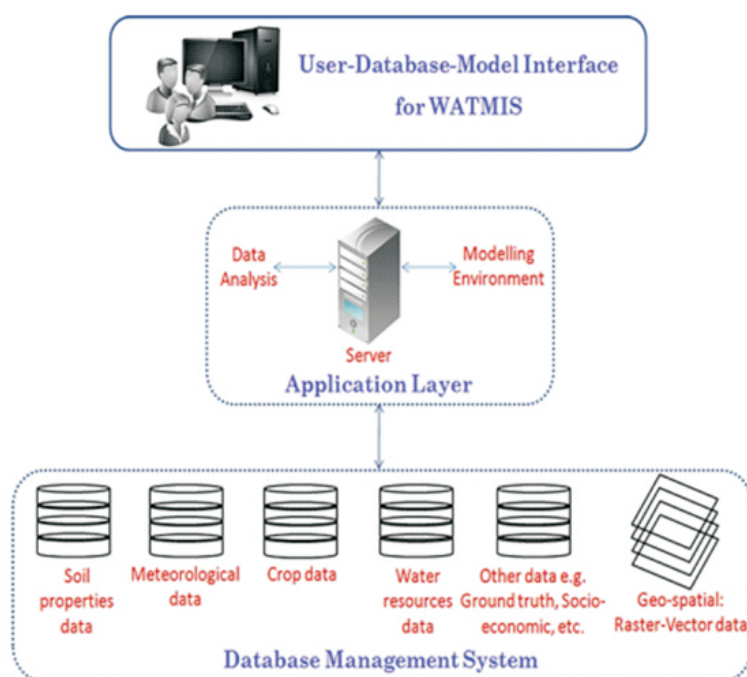 User-Database-Model Interface
for WATMIS
Data
Analysis
Modelling
Environment
Server
Application Layer
Soil
properties
data
Meteorological
data
Crop data
Water
resources
data
Other data e.g.
Ground truth, Socio-
economic, etc.
Geo-spatial:
Raster-Vector data
Database Management System